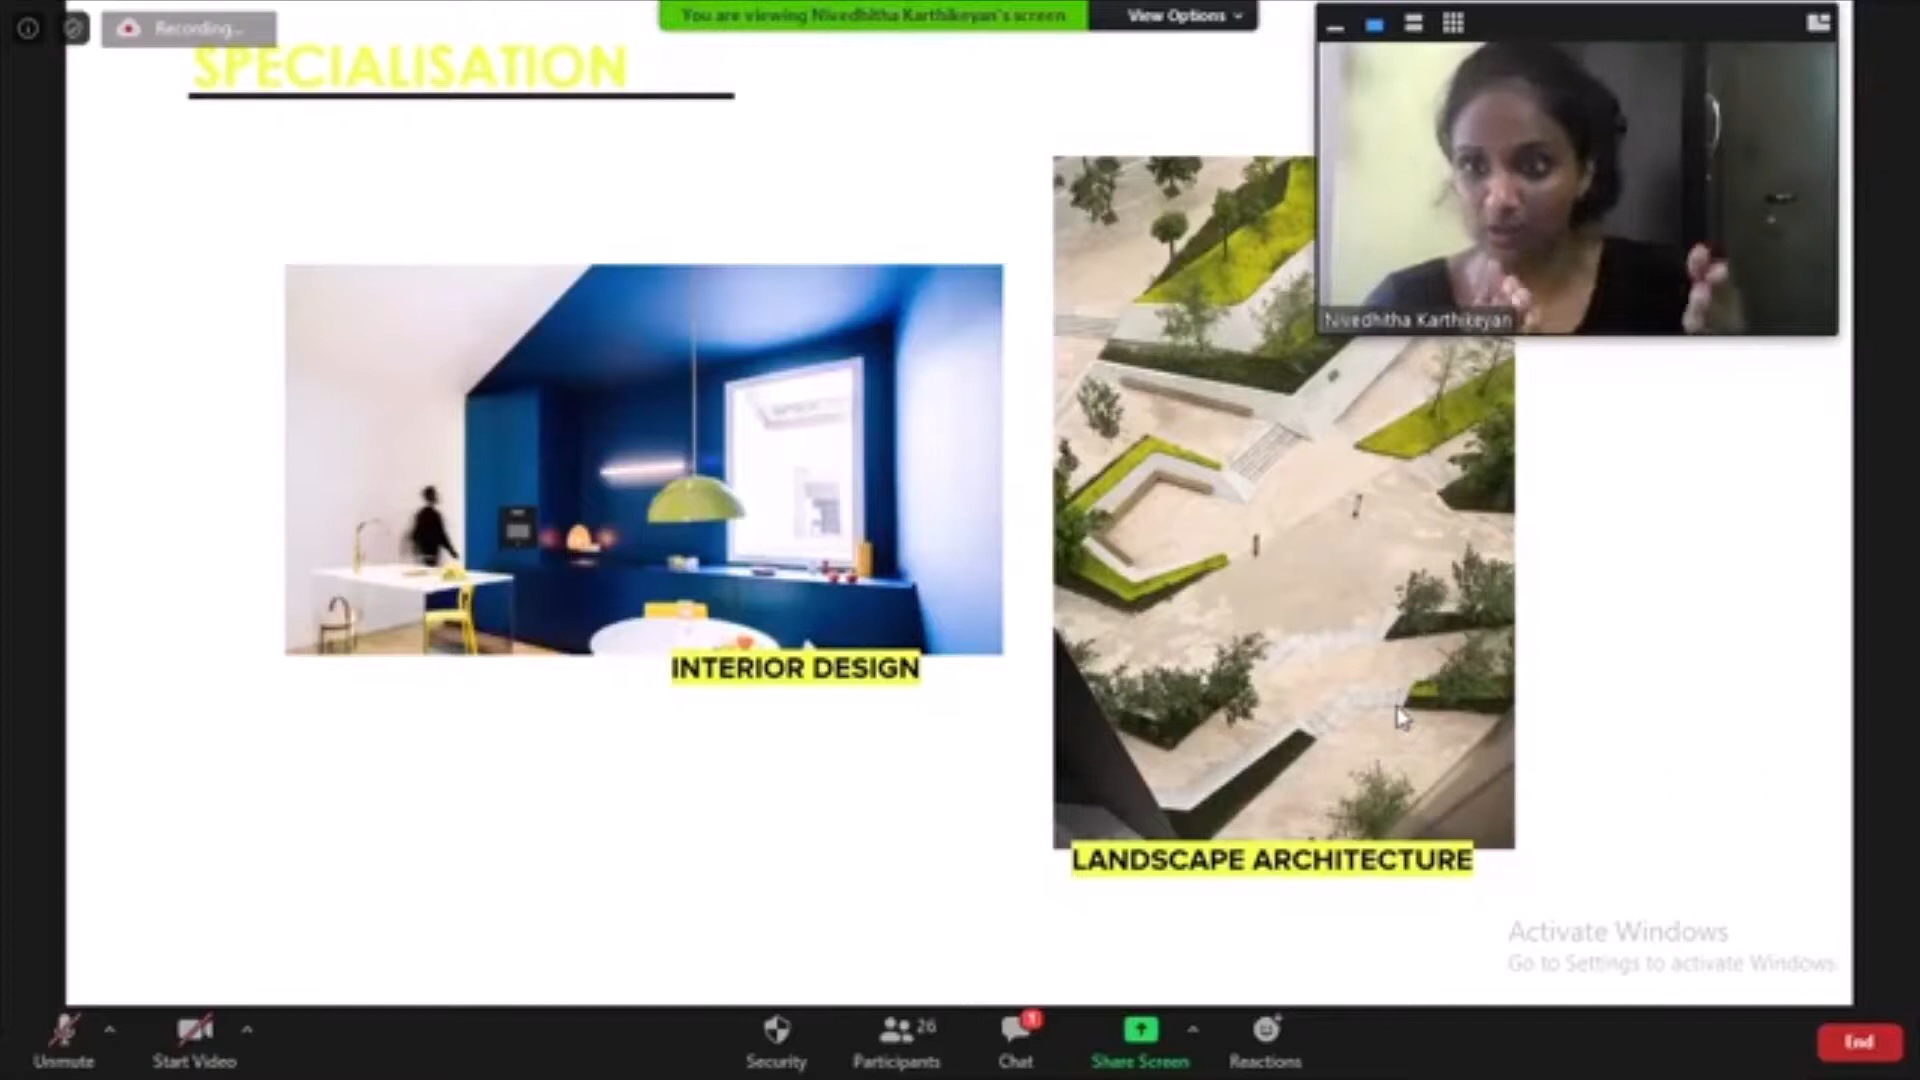 You are viewing Nivedhitha Karthikeyan's screen
View Options
Recording...
SPECIALISATION
Nivedhitha Karthikeyan
INTERIOR DESIGN
LANDSCAPE ARCHITECTURE
Activate Windows
Go to Settings to activate Windows.
Unmute
Start Video
Security
26
Participants
1
Chat
Share Screen
Reactions
End